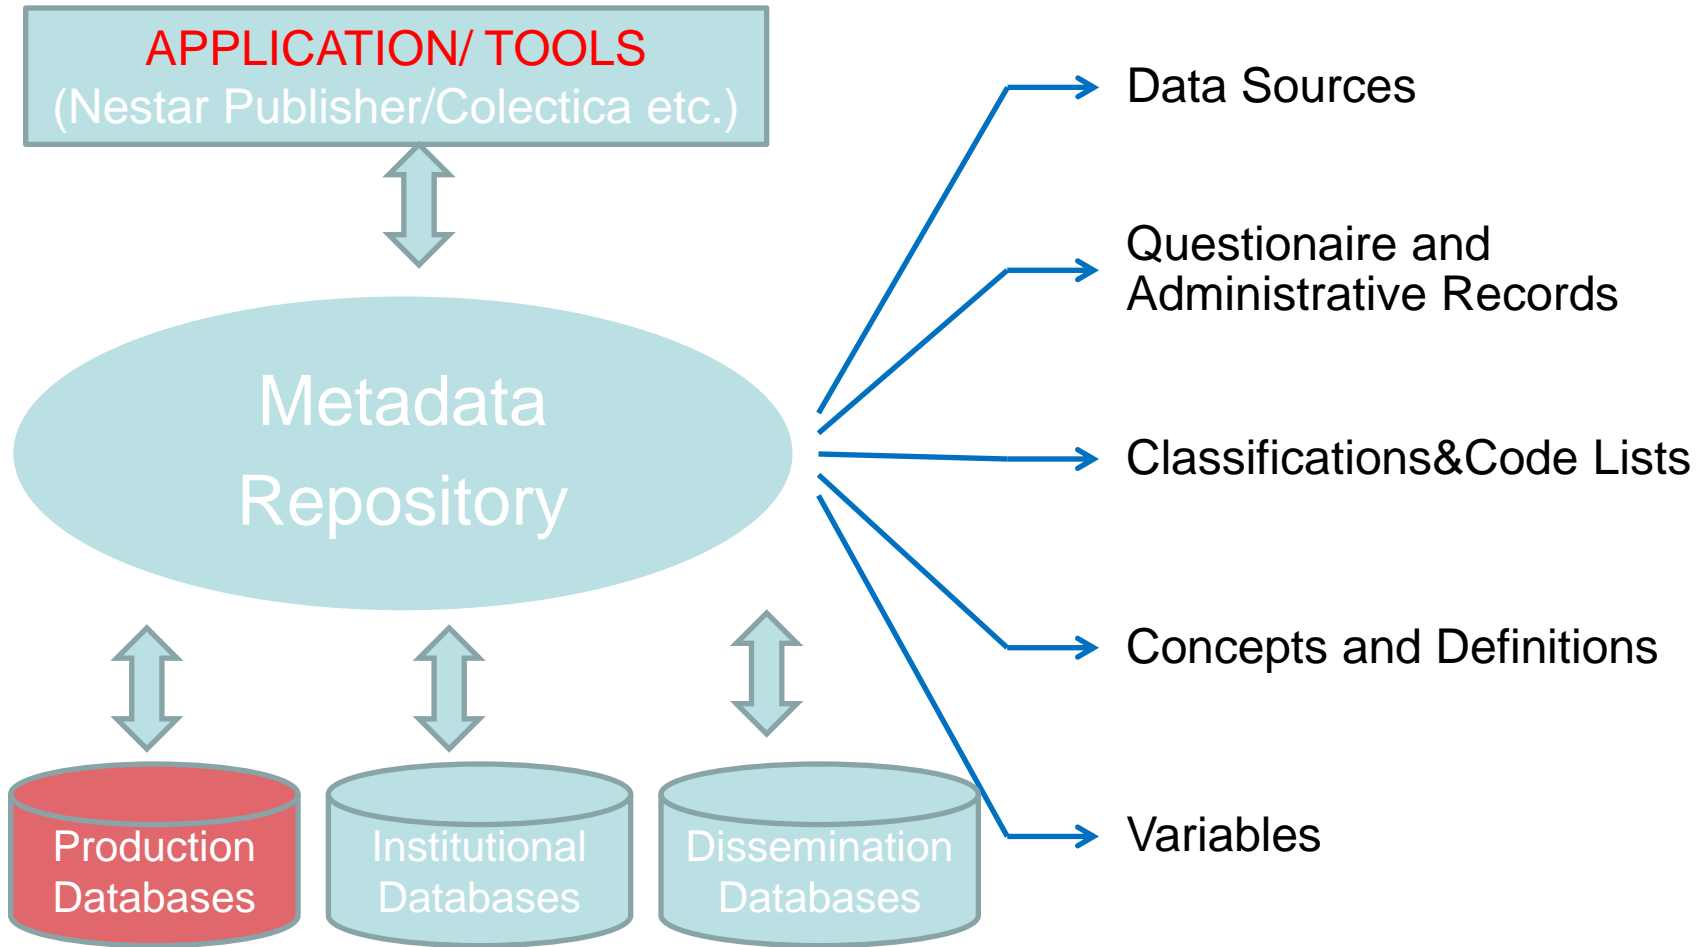 APPLICATION/ TOOLS
(Nestar Publisher/Colectica etc.)
Metadata
Repository
Production
Databases
Institutional
Databases
Dissemination
Databases
Data Sources
Questionaire and
Administrative Records
Classifications&Code Lists
Concepts and Definitions
Variables